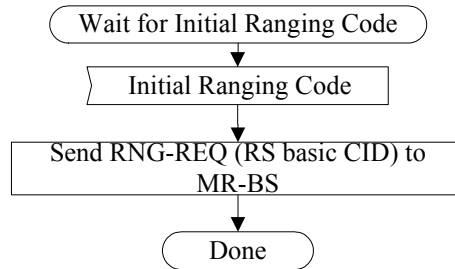 Wait for Initial Ranging Code
Initial Ranging Code
Send RNG-REQ (RS basic CID) to
MR-BS
Done